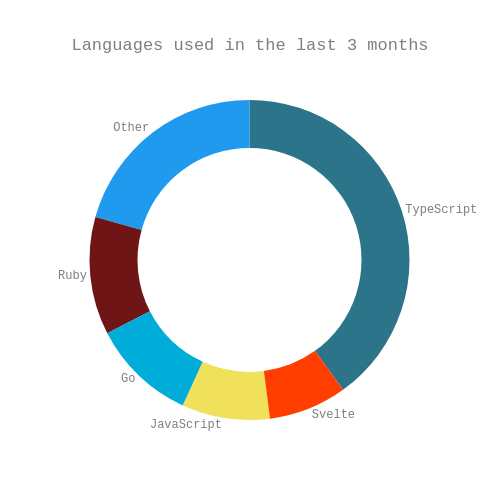 Languages used in the last 3 months
Other
TypeScript
Ruby
Go
Svelte
JavaScript